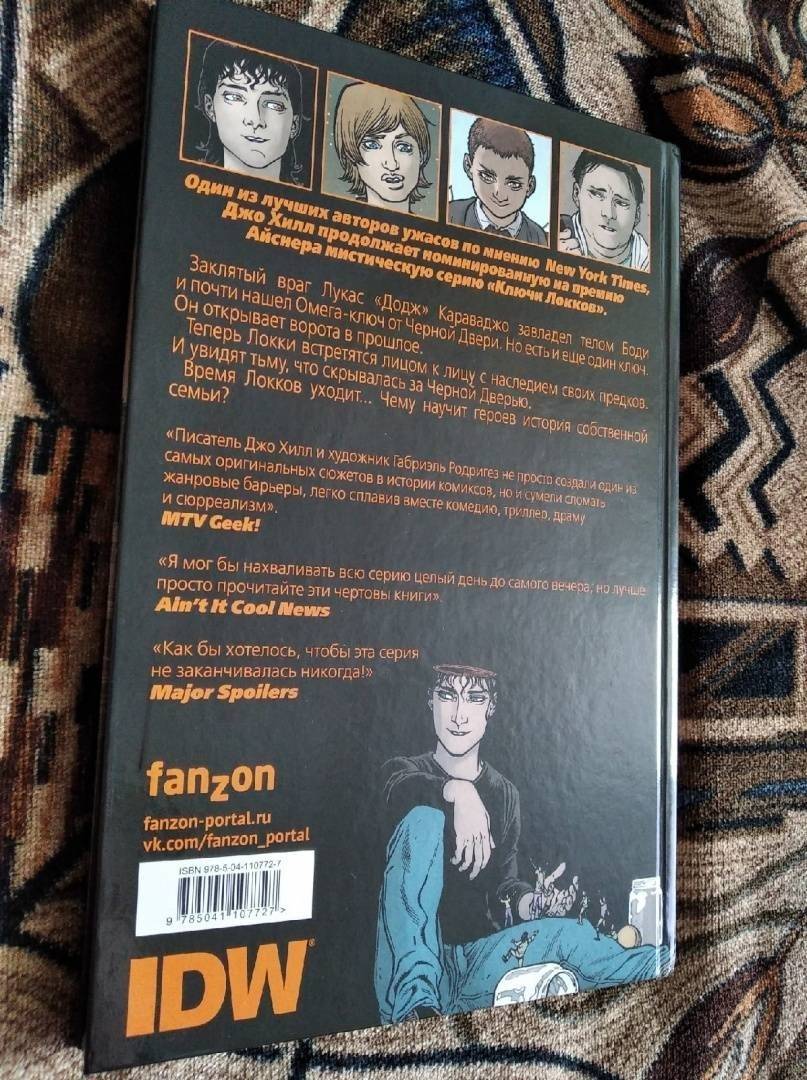 Один из лучших авторов ужасов по мнению New York Times,
Джо Хилл продолжает номинированную на премию
Айснера мистическую серию «Ключи Локков».
Заклятый враг Лукас «Додж» Караваджо завладел телом Боди
и почти нашел Омега-ключ от Черной Двери. Но есть и еще один ключ.
Он открывает ворота в прошлое.
Теперь Локки встретятся лицом к лицу с наследием своих предков.
И увидят тьму, что скрывалась за Черной Дверью.
Время Локков уходит... Чему научит героев история собственной
семьи?
«Писатель Джо Хилл и художник Габриэль Родригез не просто создали один из
самых оригинальных сюжетов в истории комиксов, но и сумели сломать
жанровые барьеры, легко сплавив вместе комедию, триллер, драму
и сюрреализм».
MTV Geek!
«Я мог бы нахваливать всю серию целый день до самого вечера, но лучше
просто прочитайте эти чертовы книги».
Ain't It Cool News
«Как бы хотелось, чтобы эта серия
не заканчивалась никогда!»
Major Spoilers
fanzon
fanzon-portal.ru
vk.com/fanzon_portal
ISBN 978-5-04-110772-7
9 785041 107727>
IDW®